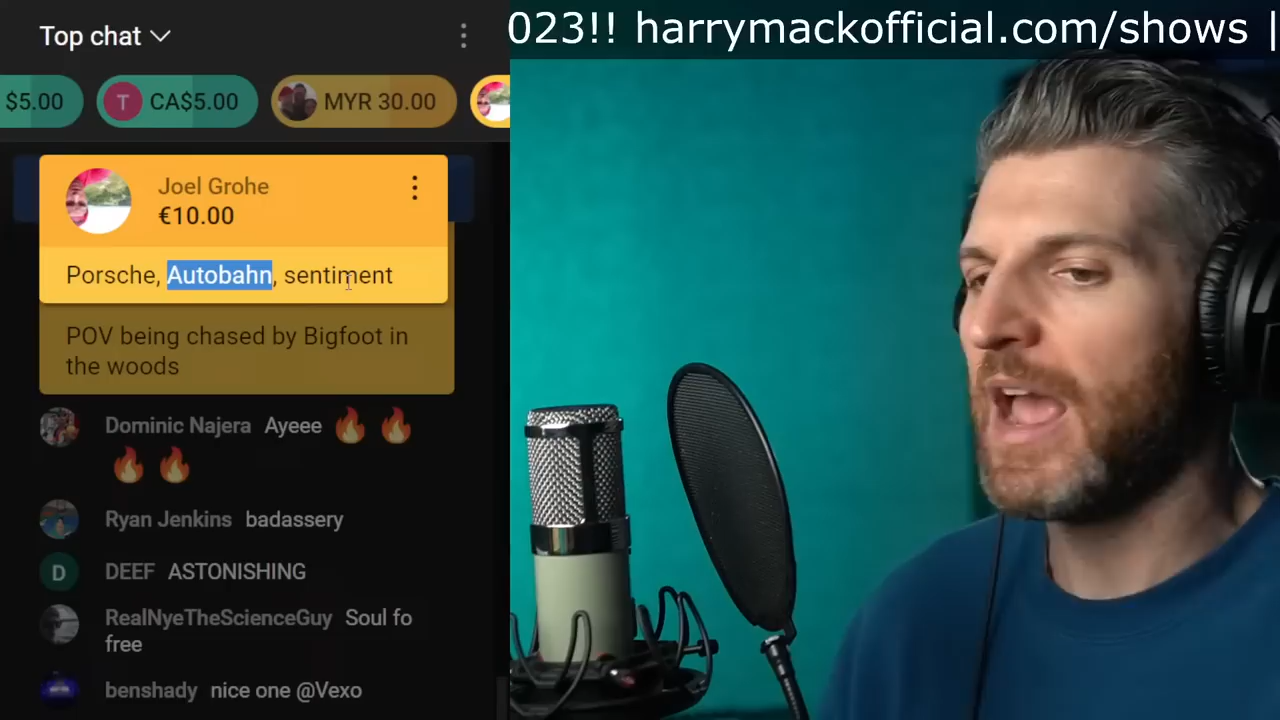 Top chat
023!! harrymackofficial.com/shows |
$5.00
T
CA$5.00
MYR 30.00
Joel Grohe
€10.00
Porsche, Autobahn, sentiment
POV being chased by Bigfoot in
the woods
Dominic Najera Ayeee
Ryan Jenkins badassery
D
DEEF ASTONISHING
RealNyeTheScienceGuy Soul fo
free
benshady nice one @Vexo